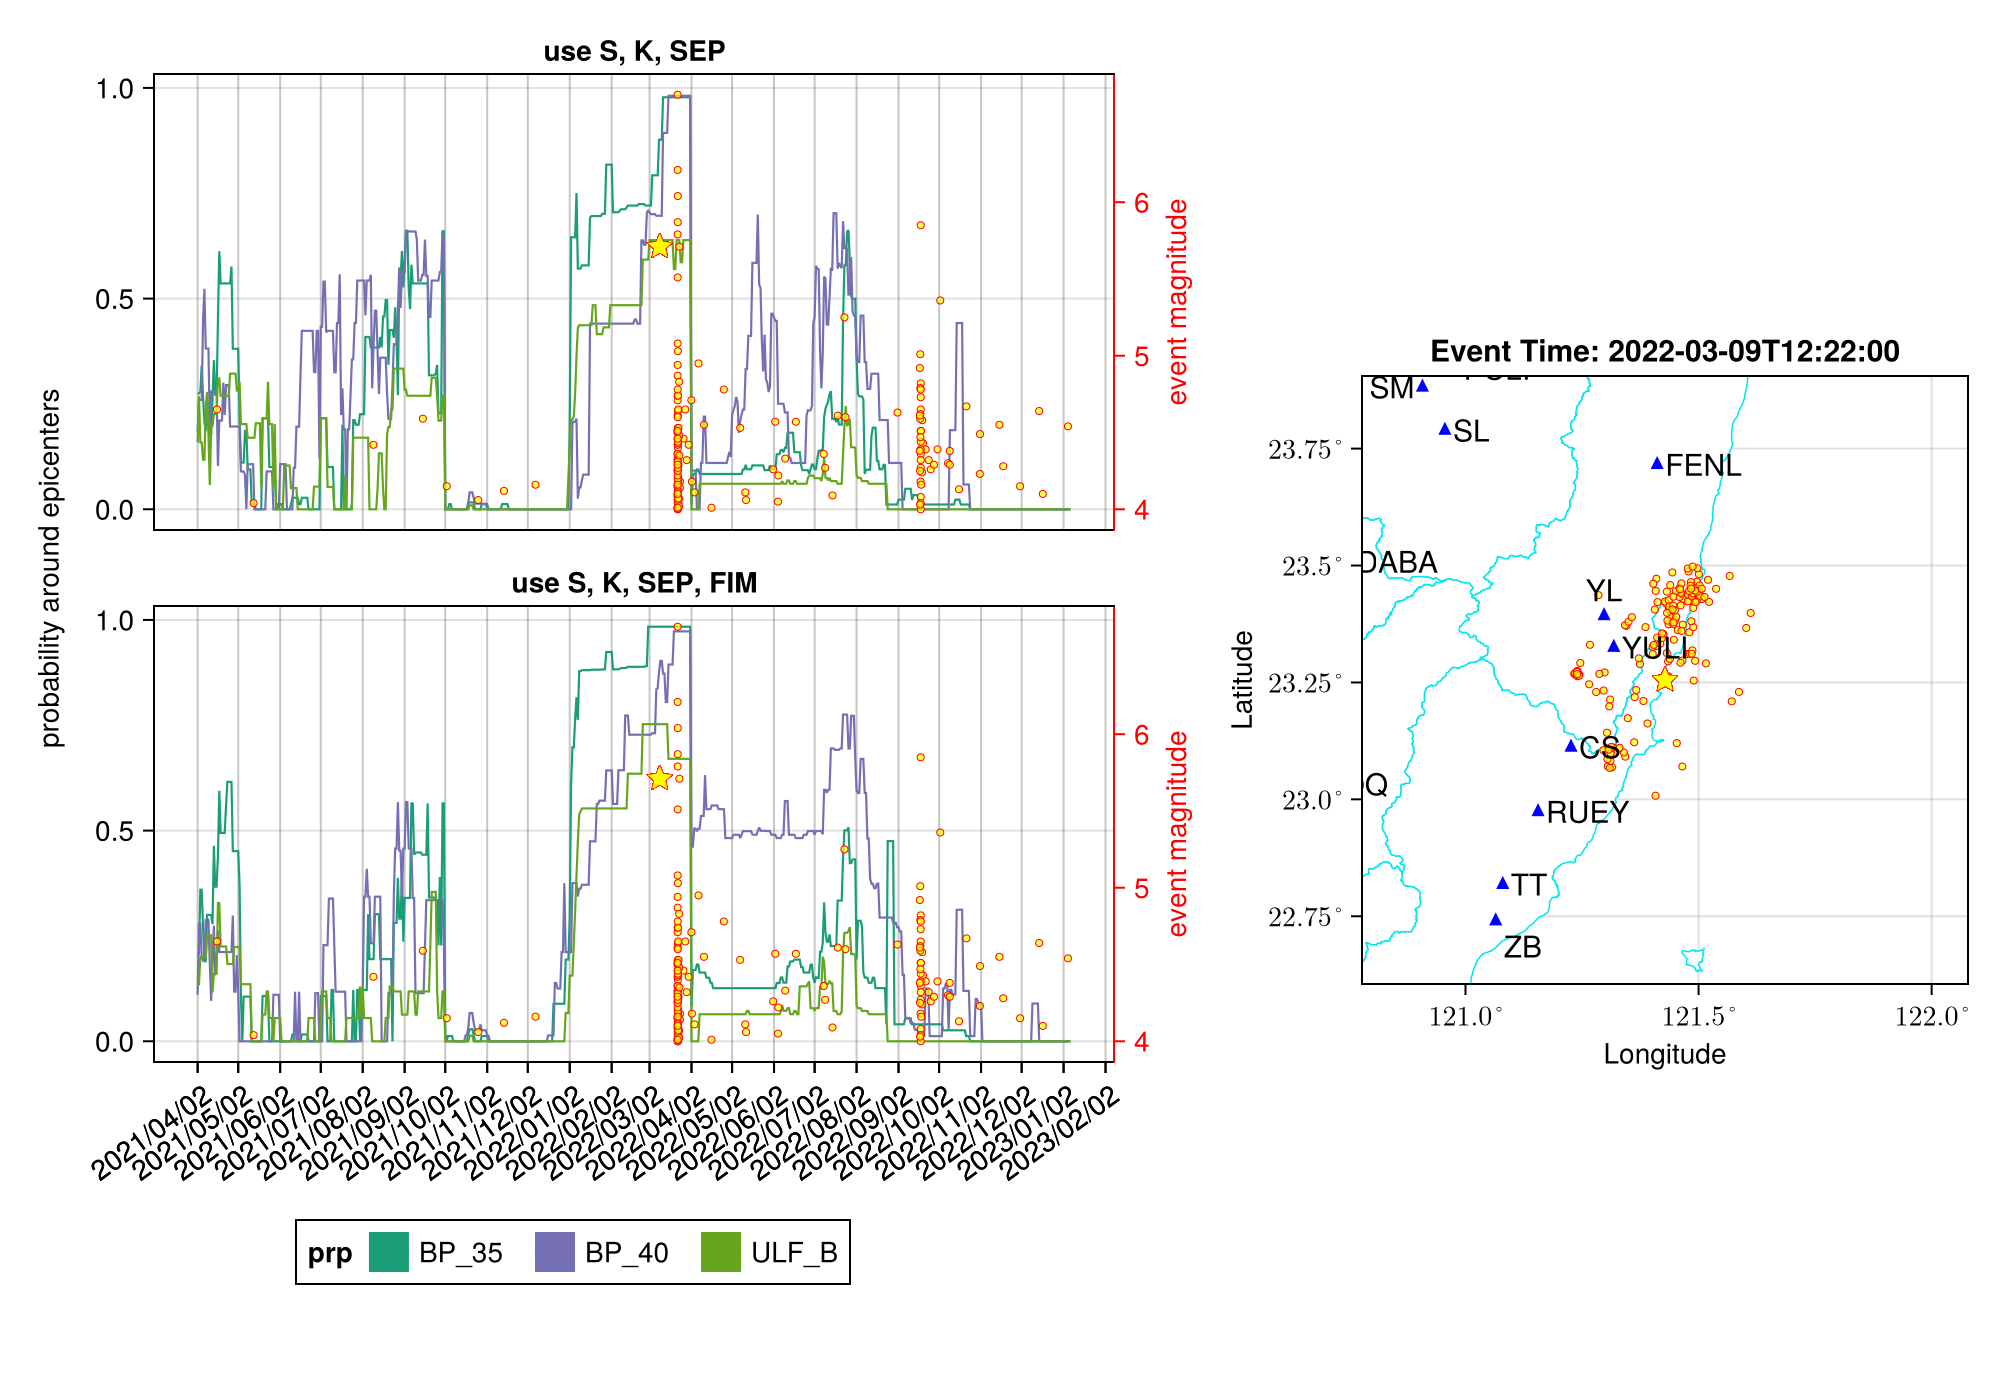 use S, K, SEP
1.0
0.5
0.0
6
5
4
event magnitude
probability around epicenters
use S, K, SEP, FIM
1.0
0.5
0.0
6
5
4
event magnitude
2021/04/02
2021/05/02
2021/06/02
2021/07/02
2021/08/02
2021/09/02
2021/10/02
2021/11/02
2021/12/02
2022/01/02
2022/02/02
2022/03/02
2022/04/02
2022/05/02
2022/06/02
2022/07/02
2022/08/02
2022/09/02
2022/10/02
2022/11/02
2022/12/02
2023/01/02
2023/02/02
prp BP_35 BP_40 ULF_B
Event Time: 2022-03-09T12:22:00
SM
SL
FENL
DABA
YL
YULI
CS
RUEY
TT
ZB
23.75°
23.5°
23.25°
23.0°
22.75°
Latitude
121.0° 121.5° 122.0°
Longitude